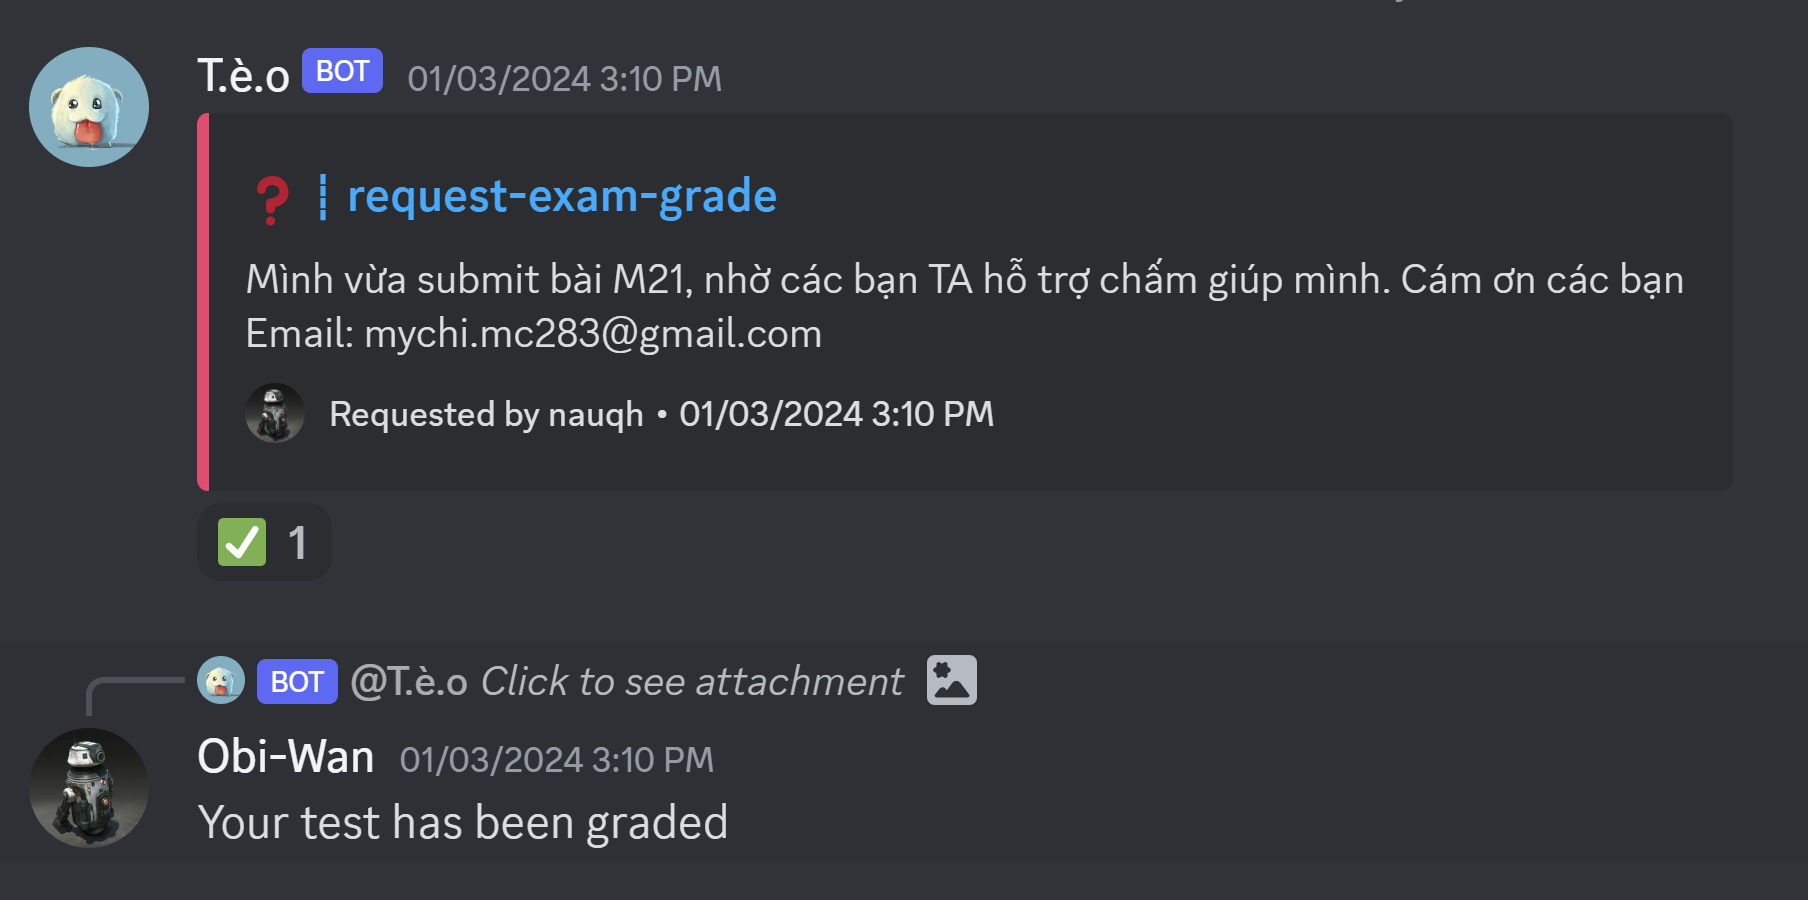 T.è.o BOT 01/03/2024 3:10 PM
❓┊request-exam-grade
Mình vừa submit bài M21, nhờ các bạn TA hỗ trợ chấm giúp mình. Cám ơn các bạn
Email: mychi.mc283@gmail.com
Requested by nauqh • 01/03/2024 3:10 PM
✅ 1
BOT @T.è.o Click to see attachment
Obi-Wan 01/03/2024 3:10 PM
Your test has been graded